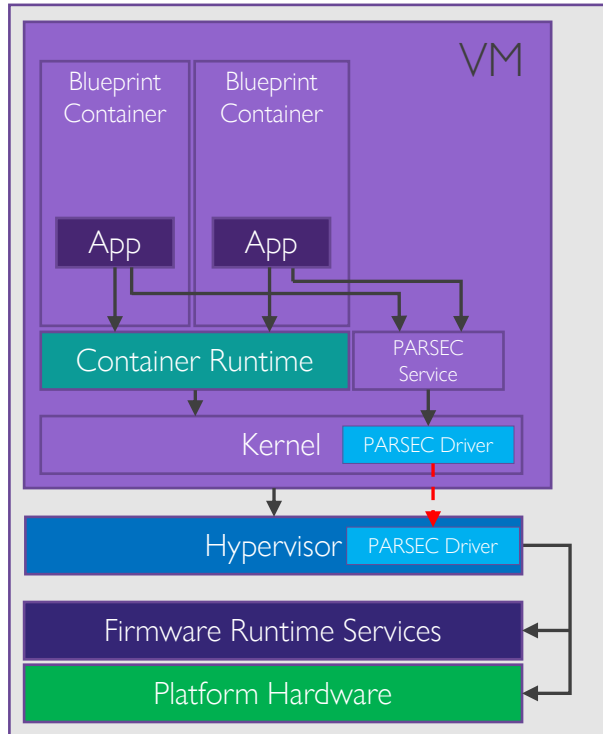 VM
Blueprint
Container
Blueprint
Container
App
App
Container Runtime
PARSEC
Service
Kernel
PARSEC Driver
Hypervisor
PARSEC Driver
Firmware Runtime Services
Platform Hardware